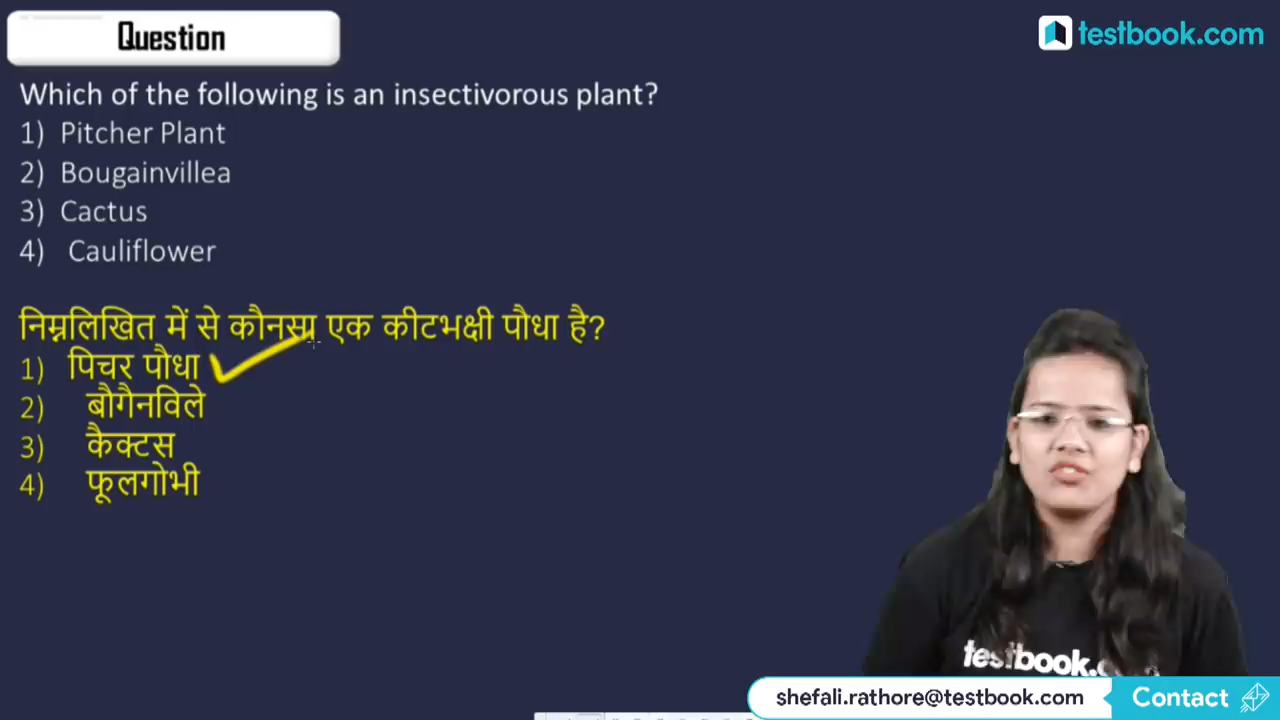 Question
testbook.com
Which of the following is an insectivorous plant?
1) Pitcher Plant
2) Bougainvillea
3) Cactus
4) Cauliflower
निम्नलिखित में से कौनसा एक कीटभक्षी पौधा है?
1) पिचर पौधा
2) बौगैनविले
3) कैक्टस
4) फूलगोभी
testbook.c
shefali.rathore@testbook.com Contact